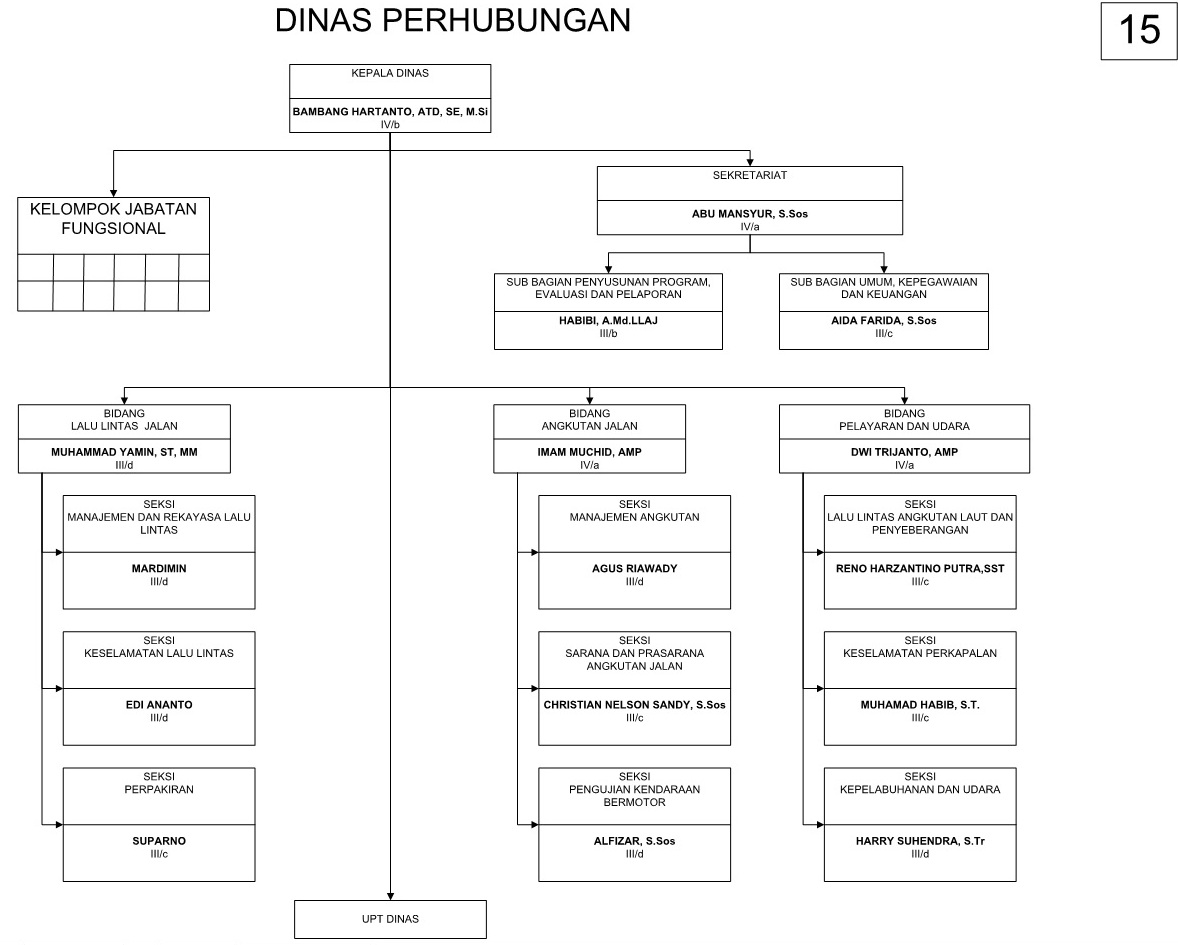 DINAS PERHUBUNGAN
15
KEPALA DINAS
BAMBANG HARTANTO, ATD, SE, M.Si
IV/b
KELOMPOK JABATAN
FUNGSIONAL
SEKRETARIAT
ABU MANSYUR, S.Sos
IV/a
SUB BAGIAN PENYUSUNAN PROGRAM,
EVALUASI DAN PELAPORAN
HABIBI, A.Md.LLAJ
III/b
SUB BAGIAN UMUM, KEPEGAWAIAN
DAN KEUANGAN
AIDA FARIDA, S.Sos
III/c
BIDANG
LALU LINTAS JALAN
MUHAMMAD YAMIN, ST, MM
III/d
SEKSI
MANAJEMEN DAN REKAYASA LALU
LINTAS
MARDIMIN
III/d
SEKSI
KESELAMATAN LALU LINTAS
EDI ANANTO
III/d
SEKSI
PERPAKIRAN
SUPARNO
III/c
BIDANG
ANGKUTAN JALAN
IMAM MUCHID, AMP
IV/a
SEKSI
MANAJEMEN ANGKUTAN
AGUS RIAWADY
III/d
SEKSI
SARANA DAN PRASARANA
ANGKUTAN JALAN
CHRISTIAN NELSON SANDY, S.Sos
III/c
SEKSI
PENGUJIAN KENDARAAN
BERMOTOR
ALFIZAR, S.Sos
III/d
BIDANG
PELAYARAN DAN UDARA
DWI TRIJANTO, AMP
IV/a
SEKSI
LALU LINTAS ANGKUTAN LAUT DAN
PENYEBERANGAN
RENO HARZANTINO PUTRA,SST
III/c
SEKSI
KESELAMATAN PERKAPALAN
MUHAMAD HABIB, S.T.
III/c
SEKSI
KEPELABUHANAN DAN UDARA
HARRY SUHENDRA, S.Tr
III/d
UPT DINAS